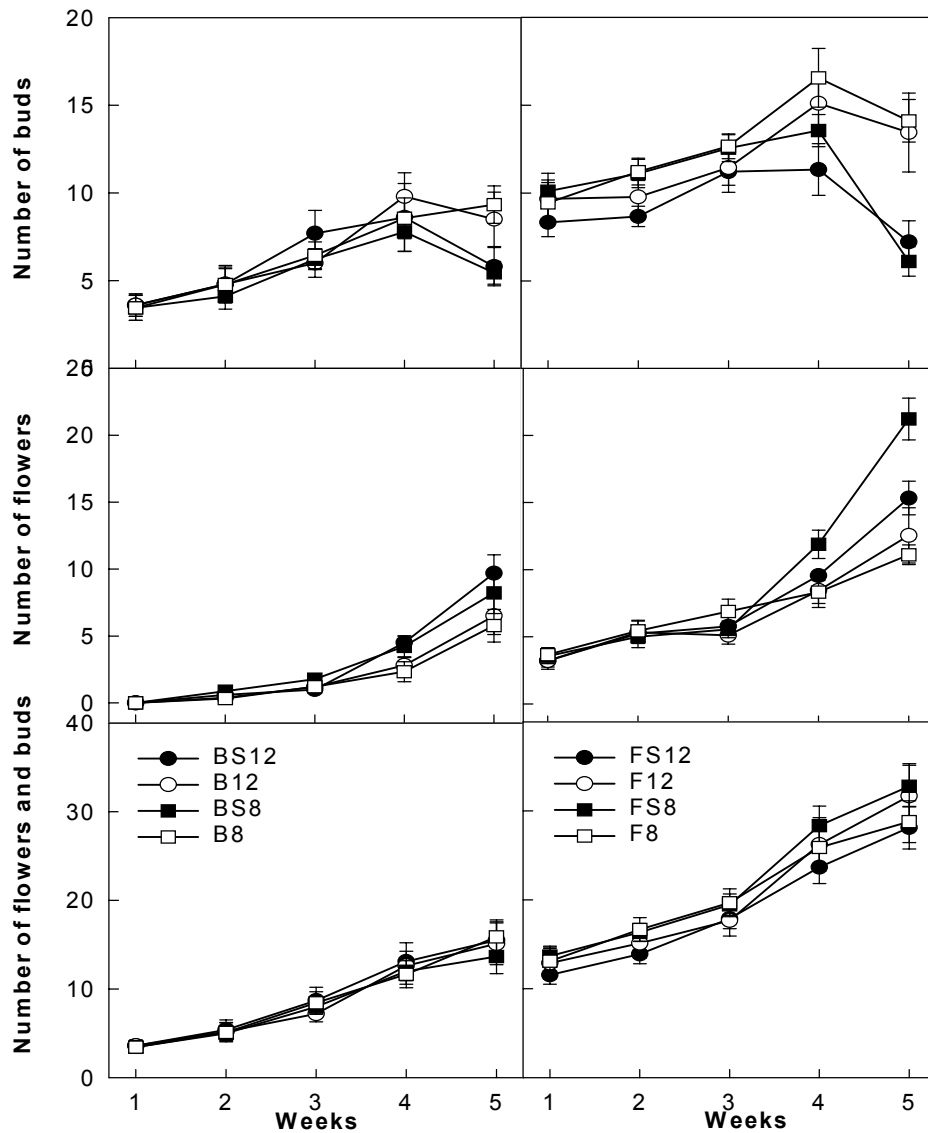 Number of buds
20
15
10
5
Number of flowers
20
15
10
5
0
Number of flowers and buds
40
30
20
10
0
BS12
B12
BS8
B8
FS12
F12
FS8
F8
1 2 3 4 5
Weeks
1 2 3 4 5
Weeks